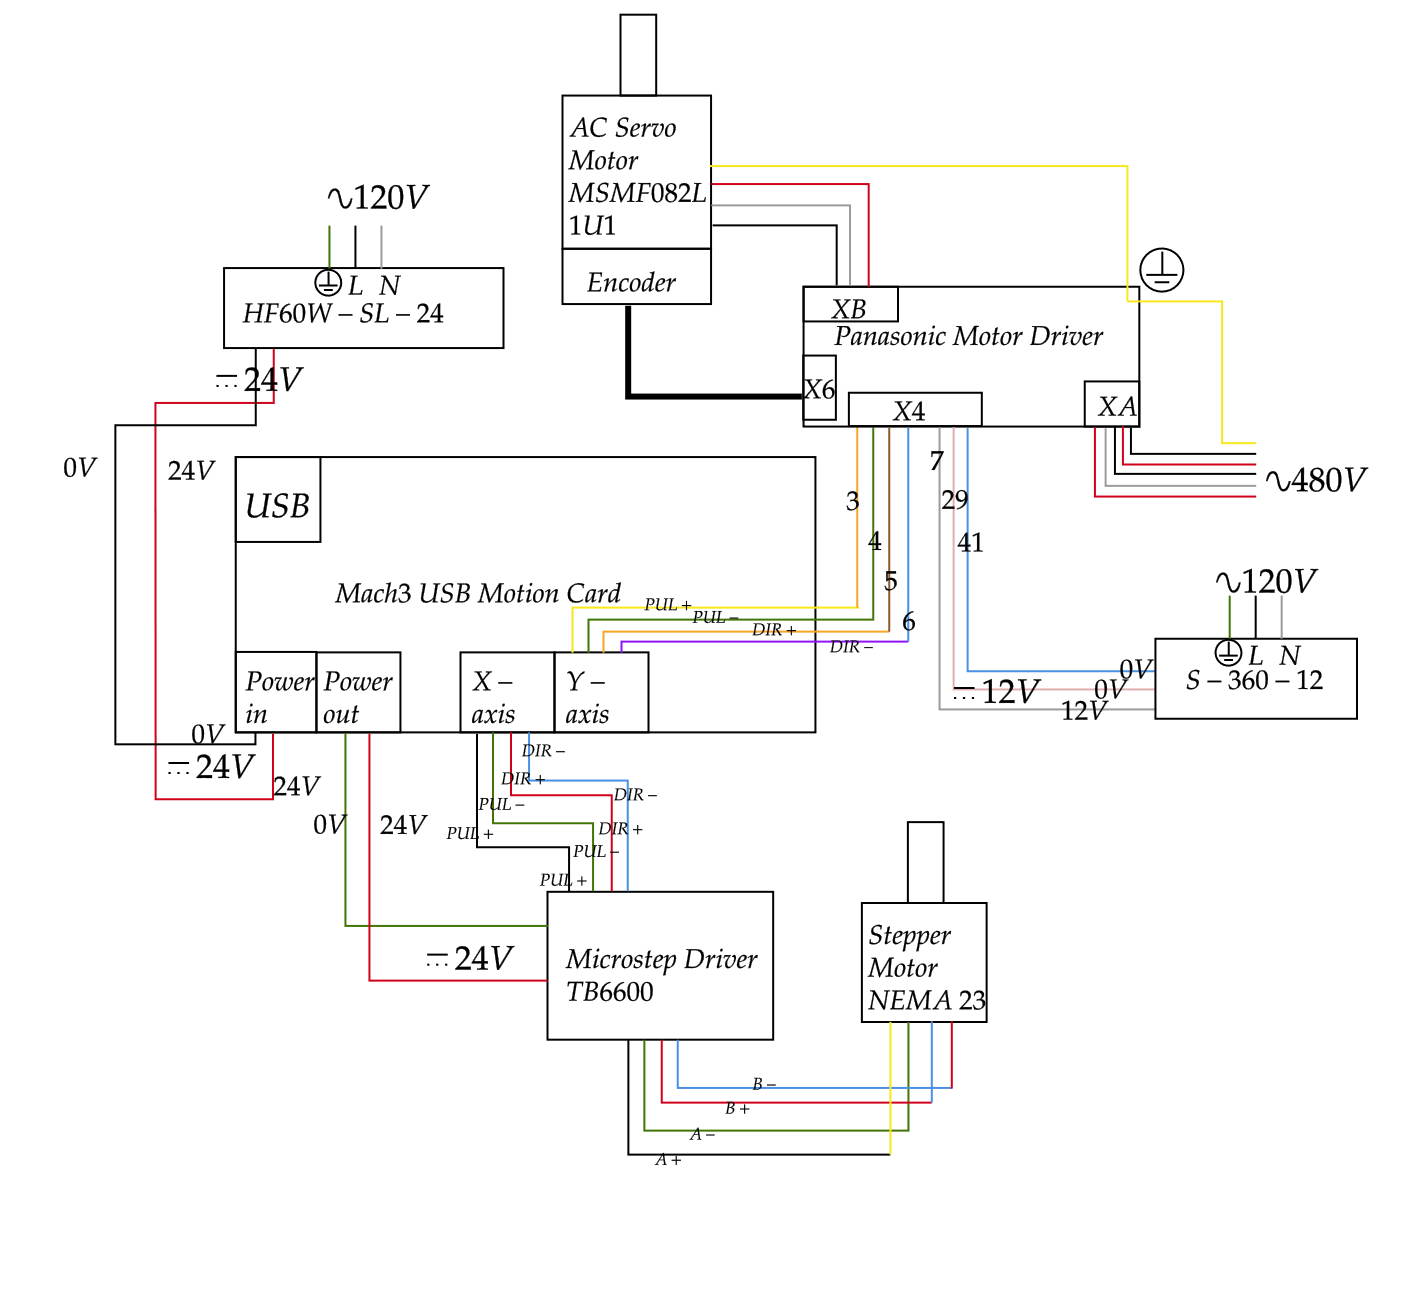 AC Servo
Motor
MSMF082L
1U1
Encoder
∿120V
L N
HF60W – SL – 24
⎓ 24V
0V
24V
XB
Panasonic Motor Driver
X6
X4
XA
∿480V
3
4
5
6
7
29
41
USB
Mach3 USB Motion Card
PUL +
PUL –
DIR +
DIR –
Power
in
Power
out
X –
axis
Y –
axis
∿120V
L N
S – 360 – 12
0V
0V
12V
⎓ 12V
0V
⎓ 24V
24V
0V
24V
DIR –
DIR +
PUL –
PUL +
DIR –
DIR +
PUL –
PUL +
⎓ 24V
Microstep Driver
TB6600
Stepper
Motor
NEMA 23
B –
B +
A –
A +